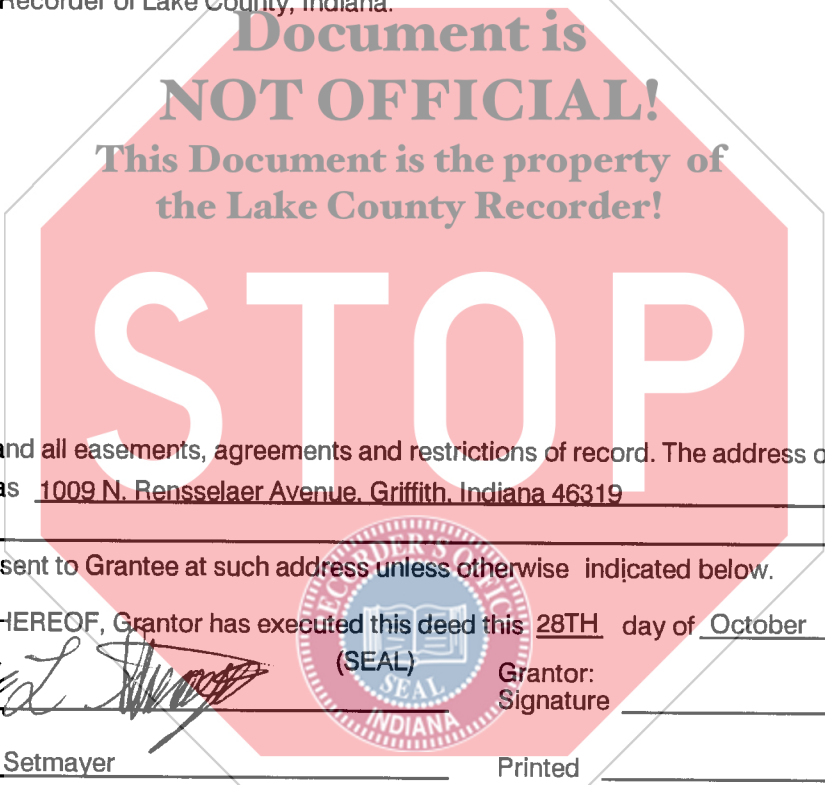 Recorder of Lake County, Indiana.
Document is
NOT OFFICIAL!
This Document is the property of
the Lake County Recorder!
STOP
and all easements, agreements and restrictions of record. The address o
as 1009 N. Rensselaer Avenue, Griffith, Indiana 46319
sent to Grantee at such address unless otherwise indicated below.
HEREOF, Grantor has executed this deed this 28TH day of October
(SEAL)
Grantor:
Signature
RECORDER'S OFFIC
SEAL
INDIANA
Setmayer
Printed